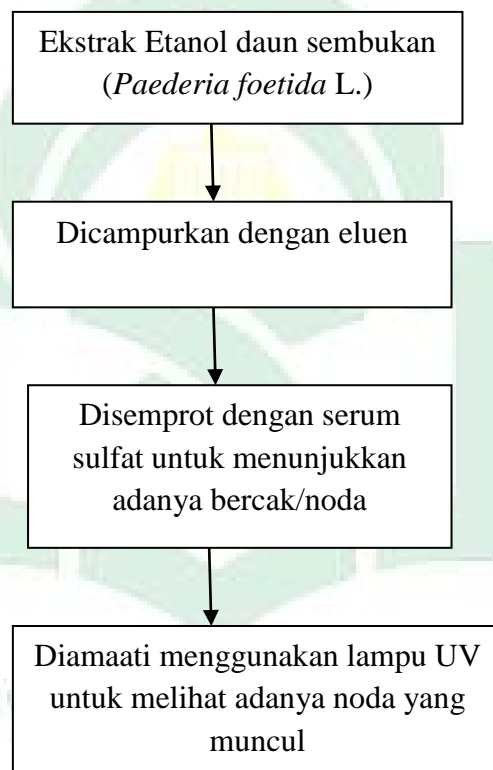 Ekstrak Etanol daun sembukan
(Paederia foetida L.)
Dicampurkan dengan eluen
Disemprot dengan serum
sulfat untuk menunjukkan
adanya bercak/noda
Diamaati menggunakan lampu UV
untuk melihat adanya noda yang
muncul